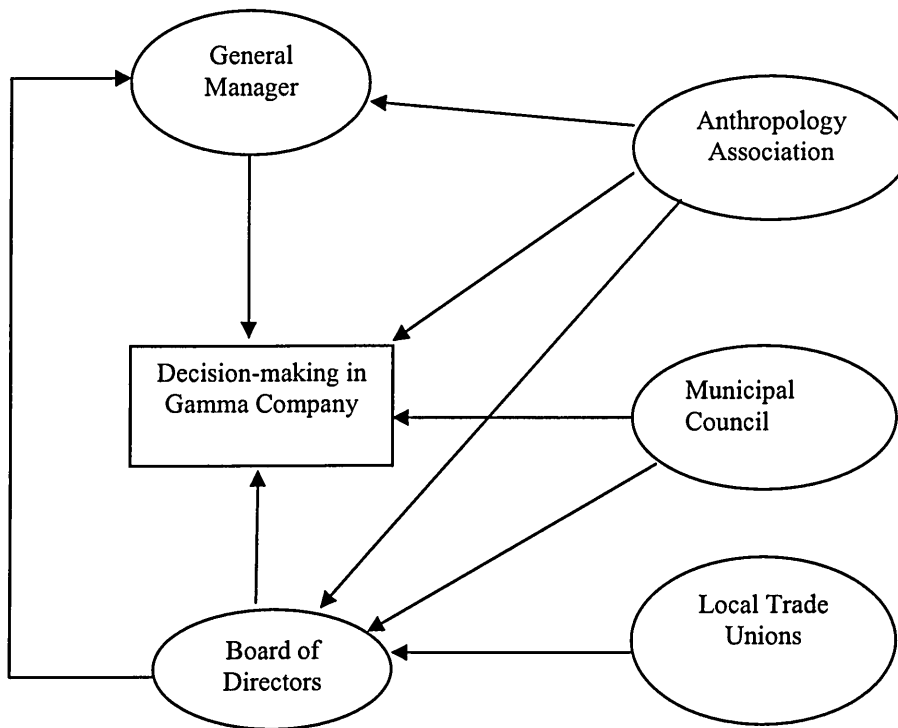 General
Manager
Anthropology
Association
Decision-making in
Gamma Company
Municipal
Council
Local Trade
Unions
Board of
Directors